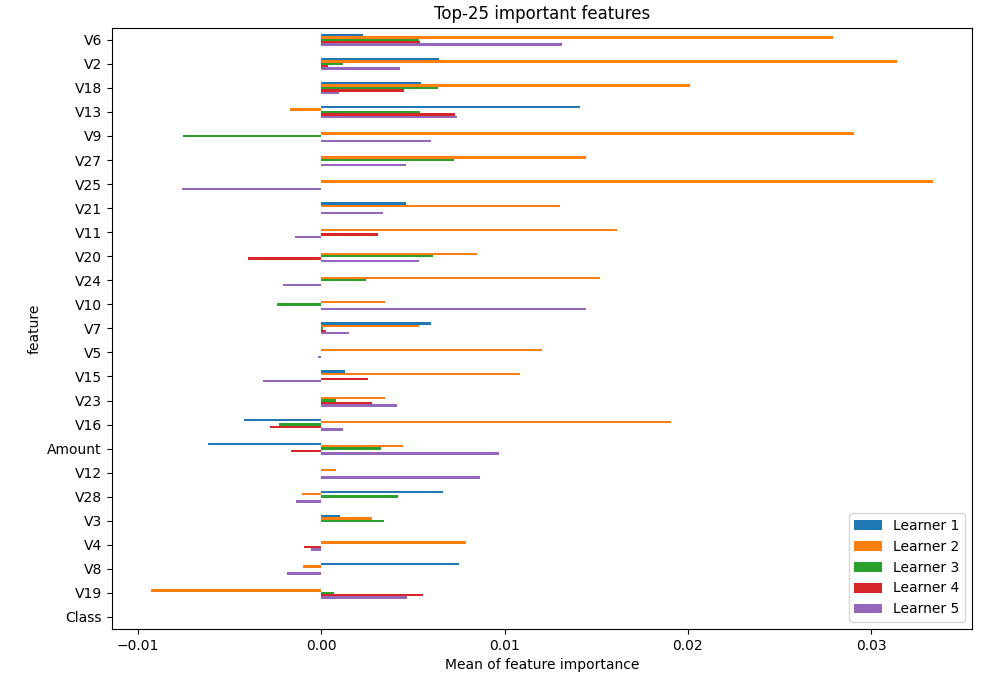 Top-25 important features
V6
V2
V18
V13
V9
V27
V25
V21
V11
V20
V24
V10
V7
V5
V15
V23
V16
Amount
V12
V28
V3
V4
V8
V19
Class
feature
Learner 1
Learner 2
Learner 3
Learner 4
Learner 5
−0.01 0.00 0.01 0.02 0.03
Mean of feature importance